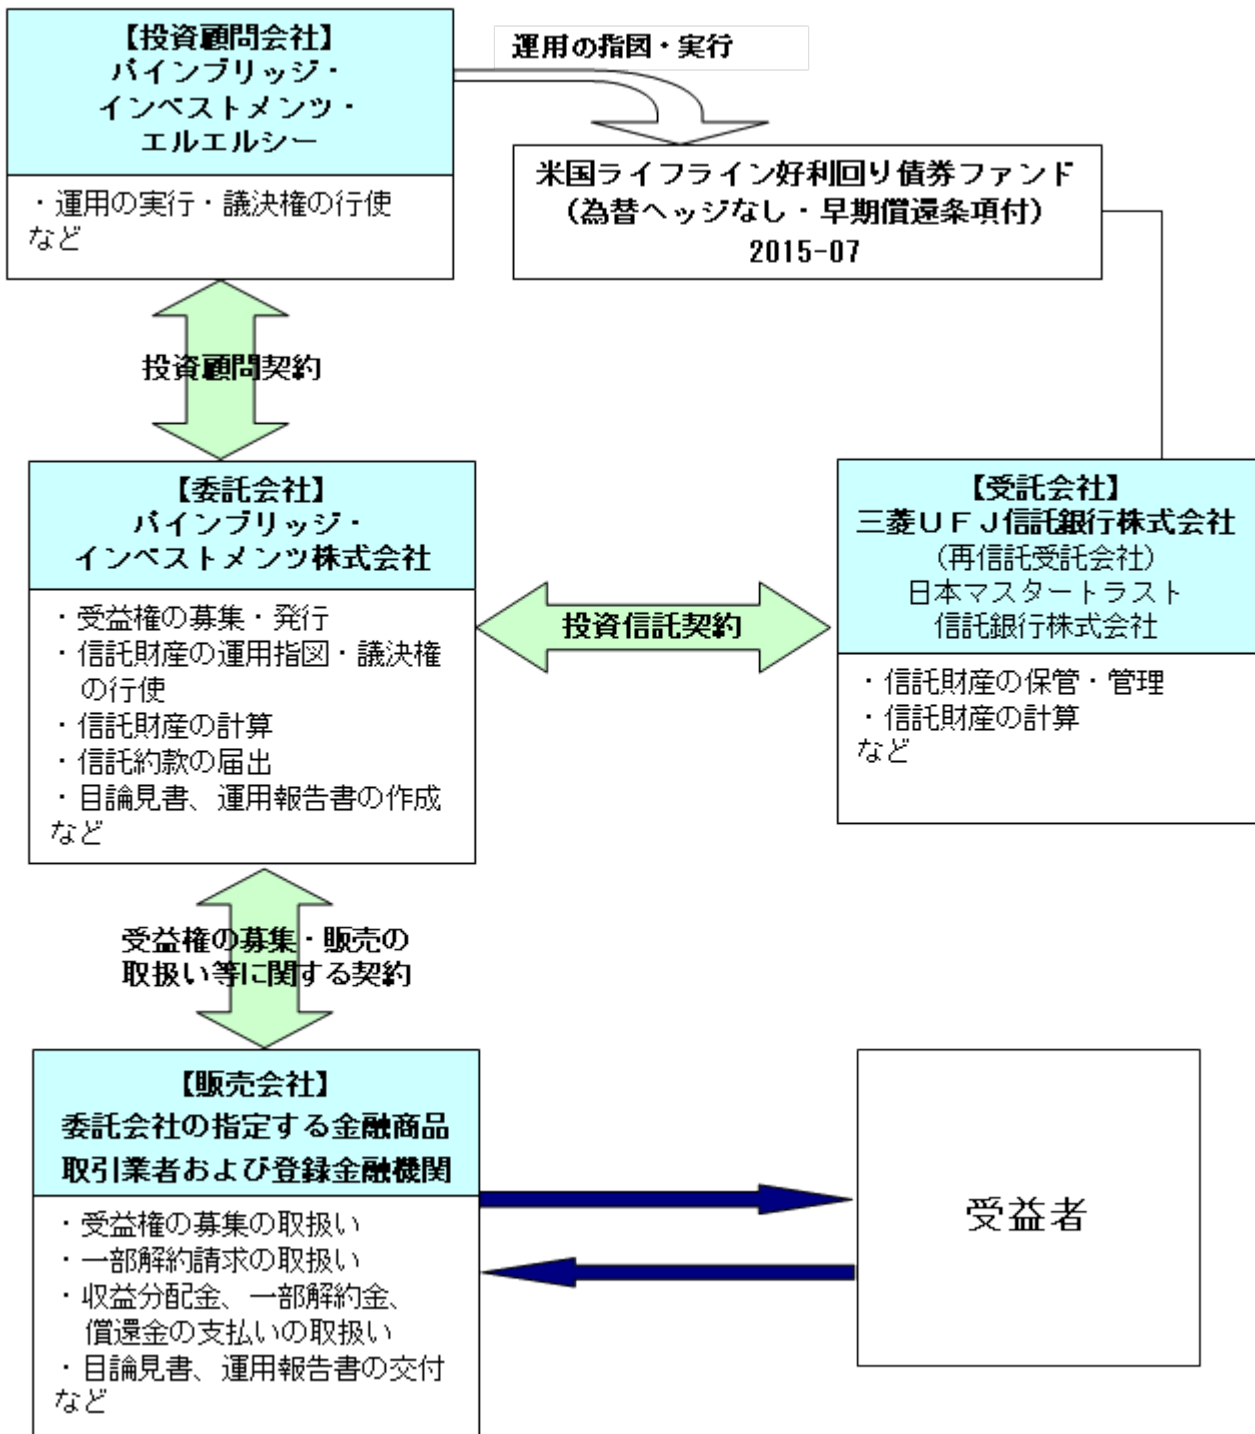 【投資顧問会社】
パインブリッジ・
インベストメンツ・
エルエルシー
・運用の実行・議決権の行使
など
運用の指図・実行
米国ライフライン好利回り債券ファンド
（為替ヘッジなし・早期償還条項付）
2015-07
投資顧問契約
【委託会社】
パインブリッジ・
インベストメンツ株式会社
・受益権の募集・発行
・信託財産の運用指図・議決権
の行使
・信託財産の計算
・信託約款の届出
・目論見書、運用報告書の作成
など
投資信託契約
【受託会社】
三菱ＵＦＪ信託銀行株式会社
（再信託受託会社）
日本マスタートラスト
信託銀行株式会社
・信託財産の保管・管理
・信託財産の計算
など
受益権の募集・販売の
取扱い等に関する契約
【販売会社】
委託会社の指定する金融商品
取引業者および登録金融機関
・受益権の募集の取扱い
・一部解約請求の取扱い
・収益分配金、一部解約金、
償還金の支払いの取扱い
・目論見書、運用報告書の交付
など
受益者